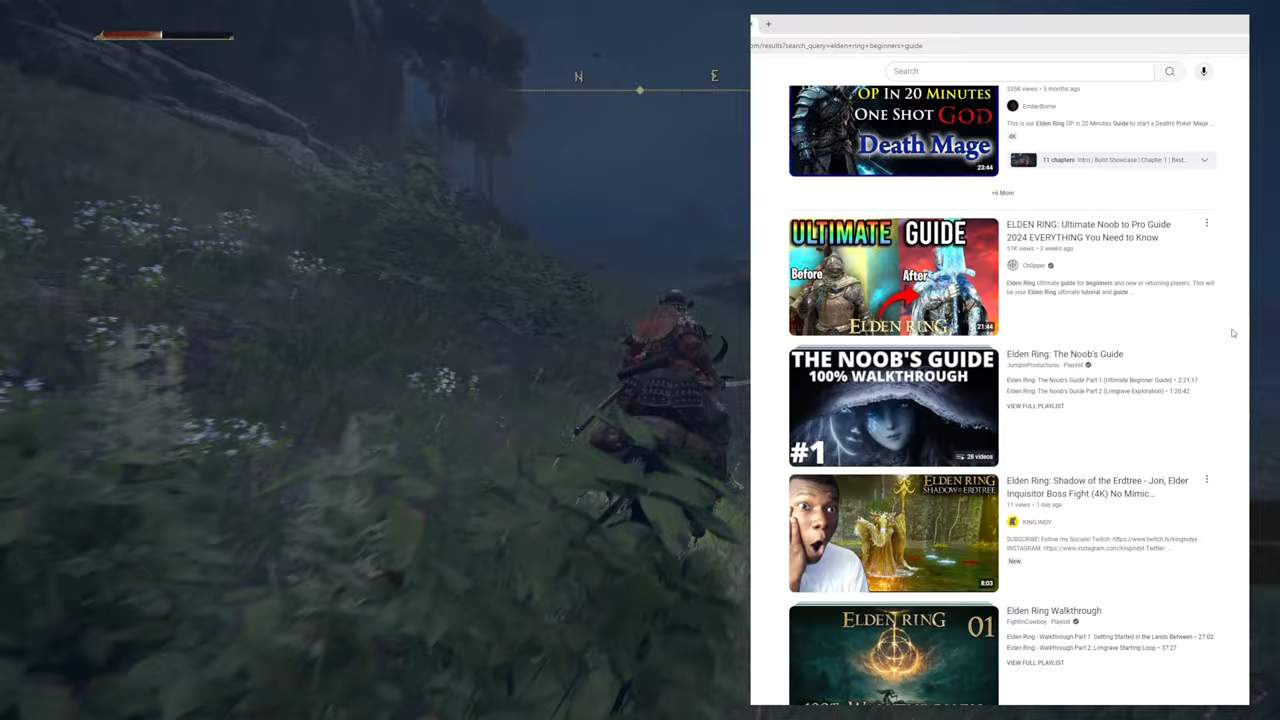 N
E
+
om/results?search_query=elden+ring+beginners+guide
Search
OP IN 20 MINUTES
ONE SHOT GOD
Death Mage
23:44
335K views • 5 months ago
EmberBorne
This is our Elden Ring OP in 20 Minutes Guide to start a Death's Poker Mage ...
4K
11 chapters Intro | Build Showcase | Chapter 1 | Best...
+6 More
ULTIMATE GUIDE
Before
After
ELDEN RING
21:44
ELDEN RING: Ultimate Noob to Pro Guide
2024 EVERYTHING You Need to Know
51K views • 3 weeks ago
Ch0pper
Elden Ring Ultimate guide for beginners and new or returning players. This will
be your Elden Ring ultimate tutorial and guide ...
THE NOOB'S GUIDE
100% WALKTHROUGH
#1
28 videos
Elden Ring: The Noob's Guide
JumpinProductions · Playlist
Elden Ring: The Noob's Guide Part 1 (Ultimate Beginner Guide) • 2:21:17
Elden Ring: The Noob's Guide Part 2 (Limgrave Exploration) • 1:20:42
VIEW FULL PLAYLIST
ELDEN RING
SHADOW OF THE ERDTREE
8:03
Elden Ring: Shadow of the Erdtree - Jori, Elder
Inquisitor Boss Fight (4K) No Mimic...
11 views • 1 day ago
KING INDY
SUBSCRIBE! Follow my Socials! Twitch: https://www.twitch.tv/kingindyy
INSTAGRAM: https://www.instagram.com/kingindyt Twitter: ...
New
ELDEN RING
01
Elden Ring Walkthrough
FightinCowboy · Playlist
Elden Ring - Walkthrough Part 1: Getting Started in the Lands Between • 27:02
Elden Ring - Walkthrough Part 2: Limgrave Starting Loop • 37:27
VIEW FULL PLAYLIST